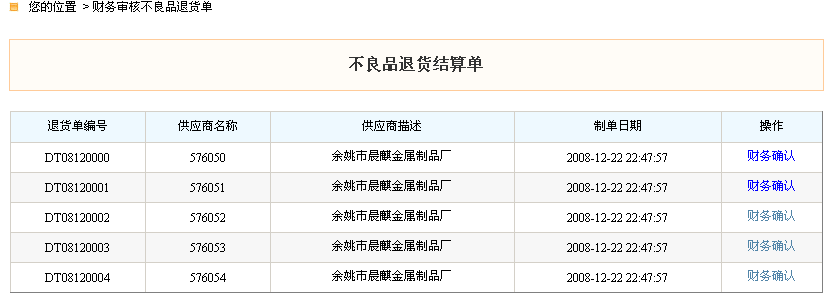 您的位置 > 财务审核不良品退货单
不良品退货结算单
退货单编号 供应商名称 供应商描述 制单日期 操作
DT08120000 576050 余姚市晨麒金属制品厂 2008-12-22 22:47:57 财务确认
DT08120001 576051 余姚市晨麒金属制品厂 2008-12-22 22:47:57 财务确认
DT08120002 576052 余姚市晨麒金属制品厂 2008-12-22 22:47:57 财务确认
DT08120003 576053 余姚市晨麒金属制品厂 2008-12-22 22:47:57 财务确认
DT08120004 576054 余姚市晨麒金属制品厂 2008-12-22 22:47:57 财务确认